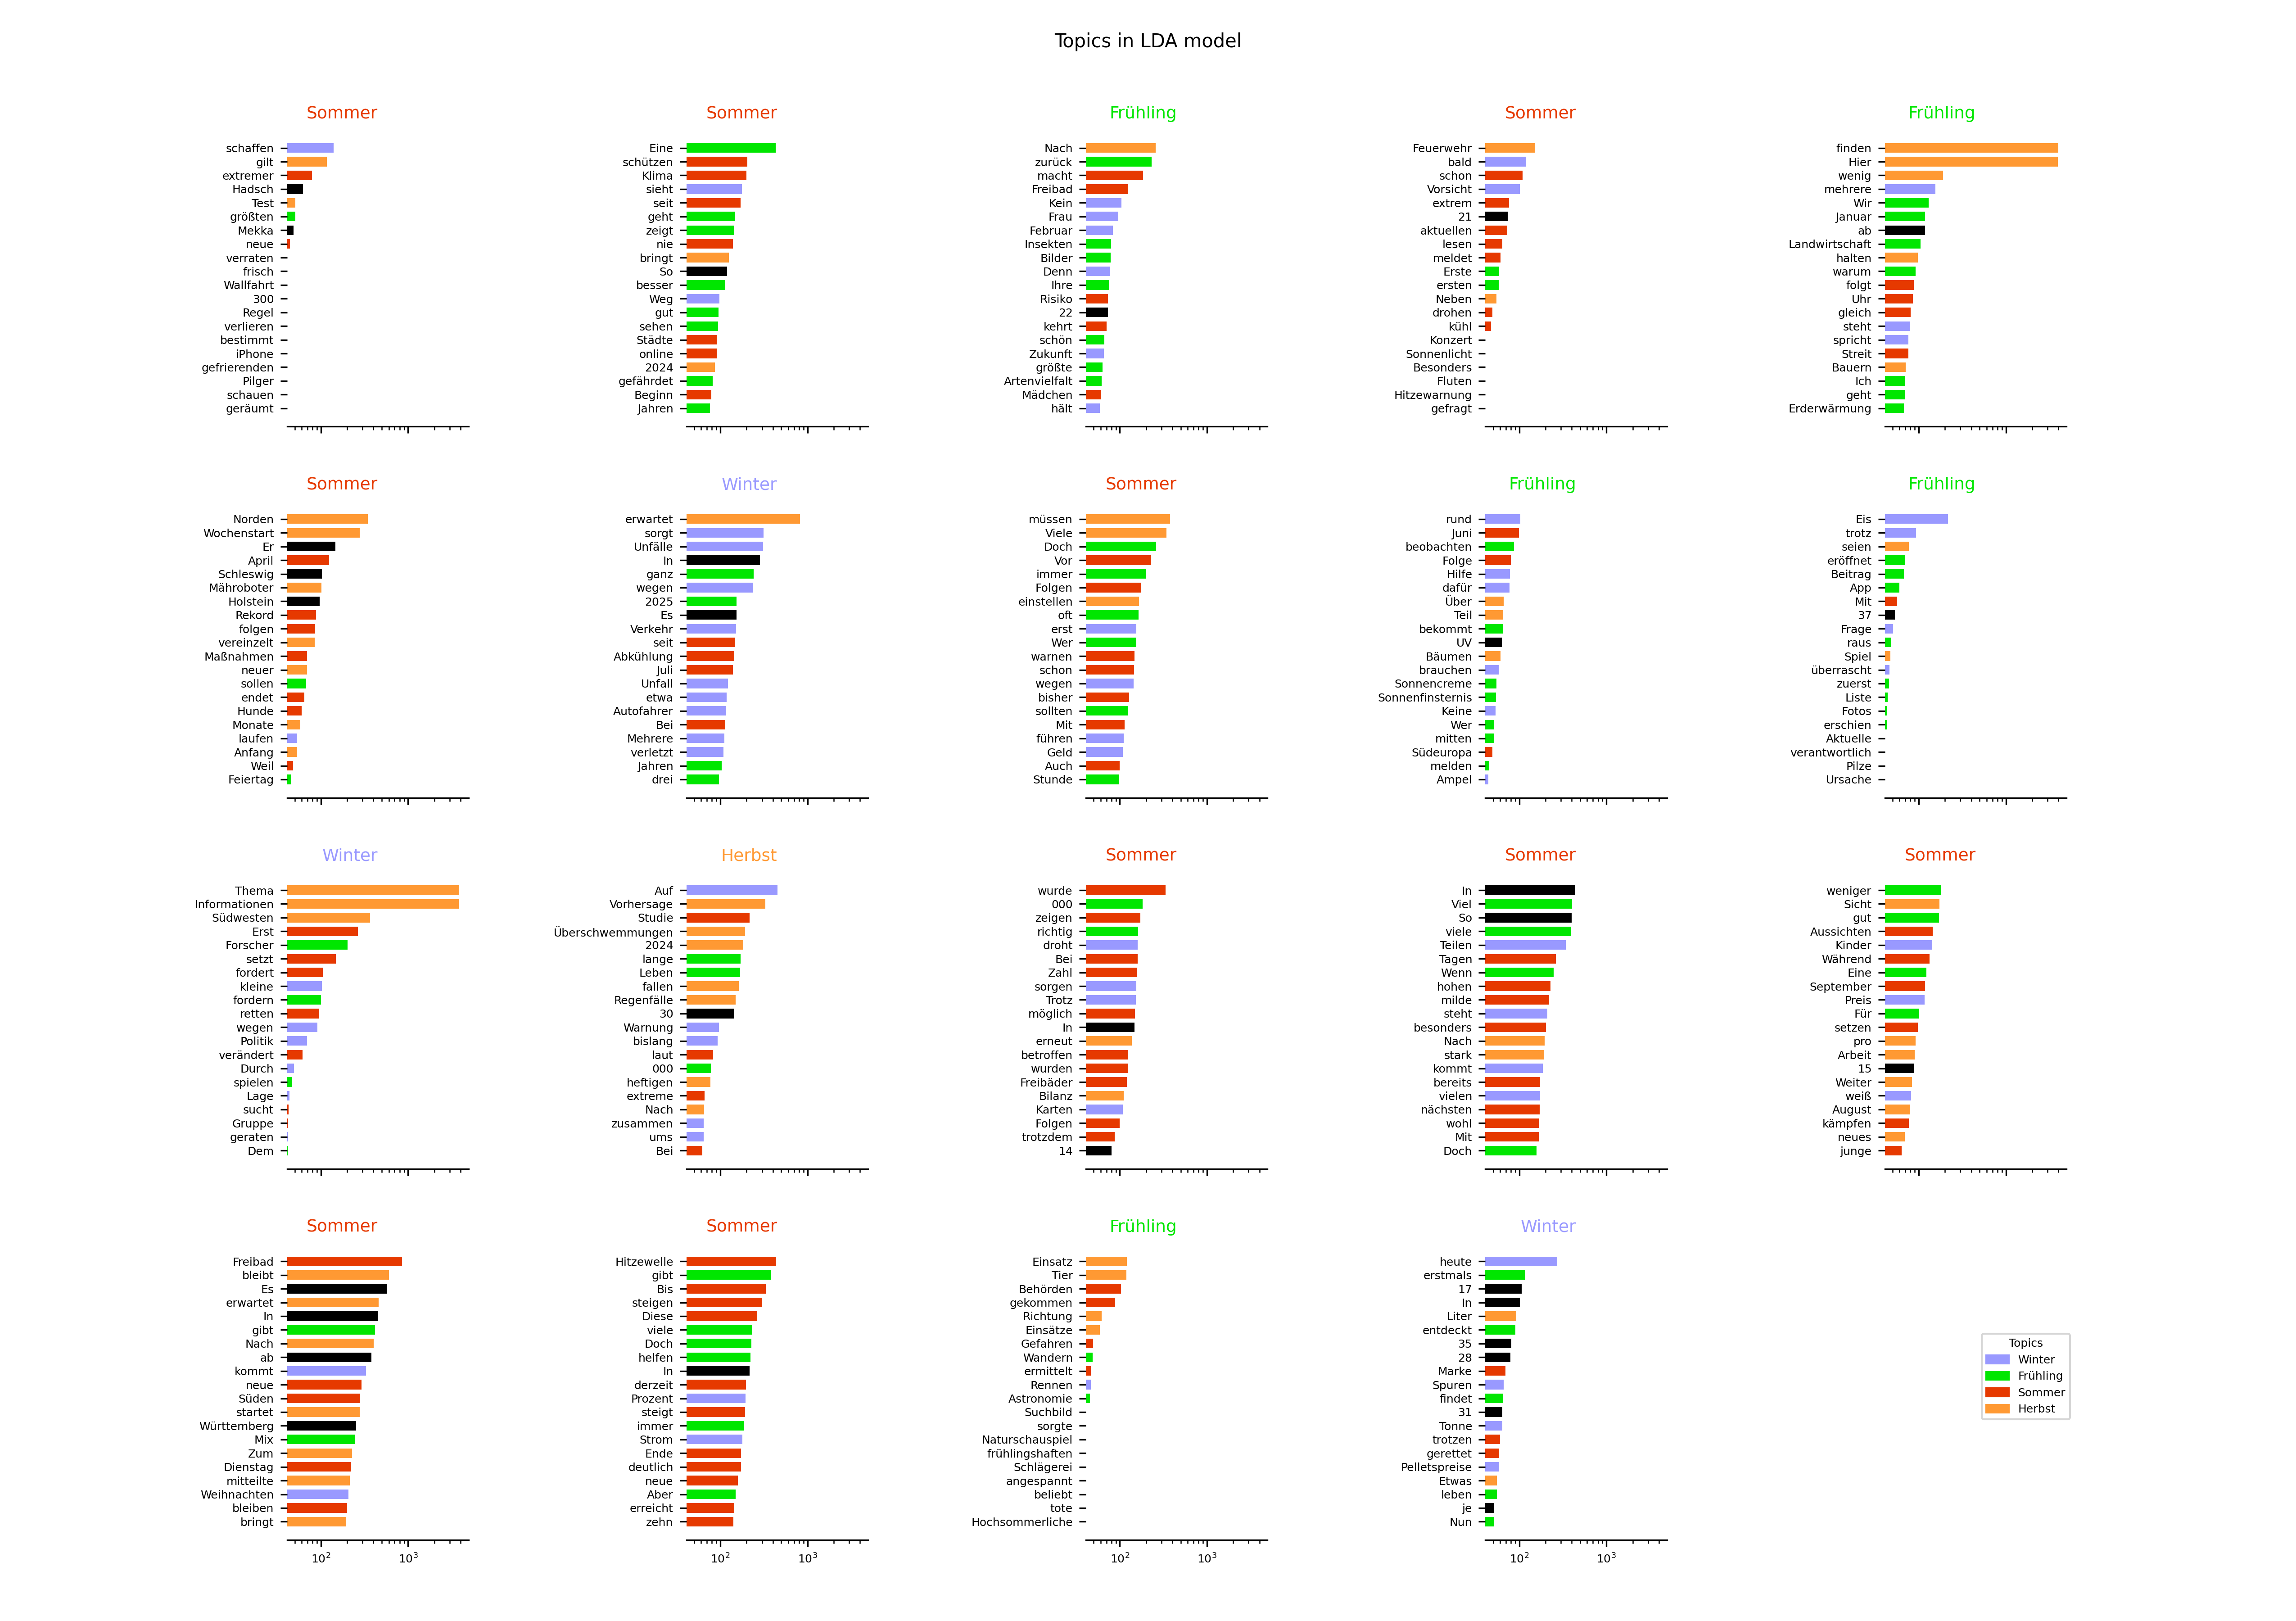 Topics in LDA model
Sommer
schaffen
gilt
extremer
Hadsch
Test
größten
Mekka
neue
verraten
frisch
Wallfahrt
300
Regel
verlieren
bestimmt
iPhone
gefrierenden
Pilger
schauen
geräumt
Sommer
Eine
schützen
Klima
sieht
seit
geht
zeigt
nie
bringt
So
besser
Weg
gut
sehen
Städte
online
2024
gefährdet
Beginn
Jahren
Frühling
Nach
zurück
macht
Freibad
Kein
Frau
Februar
Insekten
Bilder
Denn
Ihre
Risiko
22
kehrt
schön
Zukunft
größte
Artenvielfalt
Mädchen
hält
Sommer
Feuerwehr
bald
schon
Vorsicht
extrem
21
aktuellen
lesen
meldet
Erste
ersten
Neben
drohen
kühl
Konzert
Sonnenlicht
Besonders
Fluten
Hitzewarnung
gefragt
Frühling
finden
Hier
wenig
mehrere
Wir
Januar
ab
Landwirtschaft
halten
warum
folgt
Uhr
gleich
steht
spricht
Streit
Bauern
Ich
geht
Erderwärmung
Sommer
Norden
Wochenstart
Er
April
Schleswig
Mähroboter
Holstein
Rekord
folgen
vereinzelt
Maßnahmen
neuer
sollen
endet
Hunde
Monate
laufen
Anfang
Weil
Feiertag
Winter
erwartet
sorgt
Unfälle
In
ganz
wegen
2025
Es
Verkehr
seit
Abkühlung
Juli
Unfall
etwa
Autofahrer
Bei
Mehrere
verletzt
Jahren
drei
Sommer
müssen
Viele
Doch
Vor
immer
Folgen
einstellen
oft
erst
Wer
warnen
schon
wegen
bisher
sollten
Mit
führen
Geld
Auch
Stunde
Frühling
rund
Juni
beobachten
Folge
Hilfe
dafür
Über
Teil
bekommt
UV
Bäumen
brauchen
Sonnencreme
Sonnenfinsternis
Keine
Wer
mitten
Südeuropa
melden
Ampel
Frühling
Eis
trotz
seien
eröffnet
Beitrag
App
Mit
37
Frage
raus
Spiel
überrascht
zuerst
Liste
Fotos
erschien
Aktuelle
verantwortlich
Pilze
Ursache
Winter
Thema
Informationen
Südwesten
Erst
Forscher
setzt
fordert
kleine
fordern
retten
wegen
Politik
verändert
Durch
spielen
Lage
sucht
Gruppe
geraten
Dem
Herbst
Auf
Vorhersage
Studie
Überschwemmungen
2024
lange
Leben
fallen
Regenfälle
30
Warnung
bislang
laut
000
heftigen
extreme
Nach
zusammen
ums
Bei
Sommer
wurde
000
zeigen
richtig
droht
Bei
Zahl
sorgen
Trotz
möglich
In
erneut
betroffen
wurden
Freibäder
Bilanz
Karten
Folgen
trotzdem
14
Sommer
In
Viel
So
viele
Teilen
Tagen
Wenn
hohen
milde
steht
besonders
Nach
stark
kommt
bereits
vielen
nächsten
wohl
Mit
Doch
Sommer
weniger
Sicht
gut
Aussichten
Kinder
Während
Eine
September
Preis
Für
setzen
pro
Arbeit
15
Weiter
weiß
August
kämpfen
neues
junge
Sommer
Freibad
bleibt
Es
erwartet
In
gibt
Nach
ab
kommt
neue
Süden
startet
Württemberg
Mix
Zum
Dienstag
mitteilte
Weihnachten
bleiben
bringt
10² 10³
Sommer
Hitzewelle
gibt
Bis
steigen
Diese
viele
Doch
helfen
In
derzeit
Prozent
steigt
immer
Strom
Ende
deutlich
neue
Aber
erreicht
zehn
10² 10³
Frühling
Einsatz
Tier
Behörden
gekommen
Richtung
Einsätze
Gefahren
Wandern
ermittelt
Rennen
Astronomie
Suchbild
sorgte
Naturschauspiel
frühlingshaften
Schlägerei
angespannt
beliebt
tote
Hochsommerliche
10² 10³
Winter
heute
erstmals
17
In
Liter
entdeckt
35
28
Marke
Spuren
findet
31
Tonne
trotzen
gerettet
Pelletspreise
Etwas
leben
je
Nun
10² 10³
Topics
Winter
Frühling
Sommer
Herbst